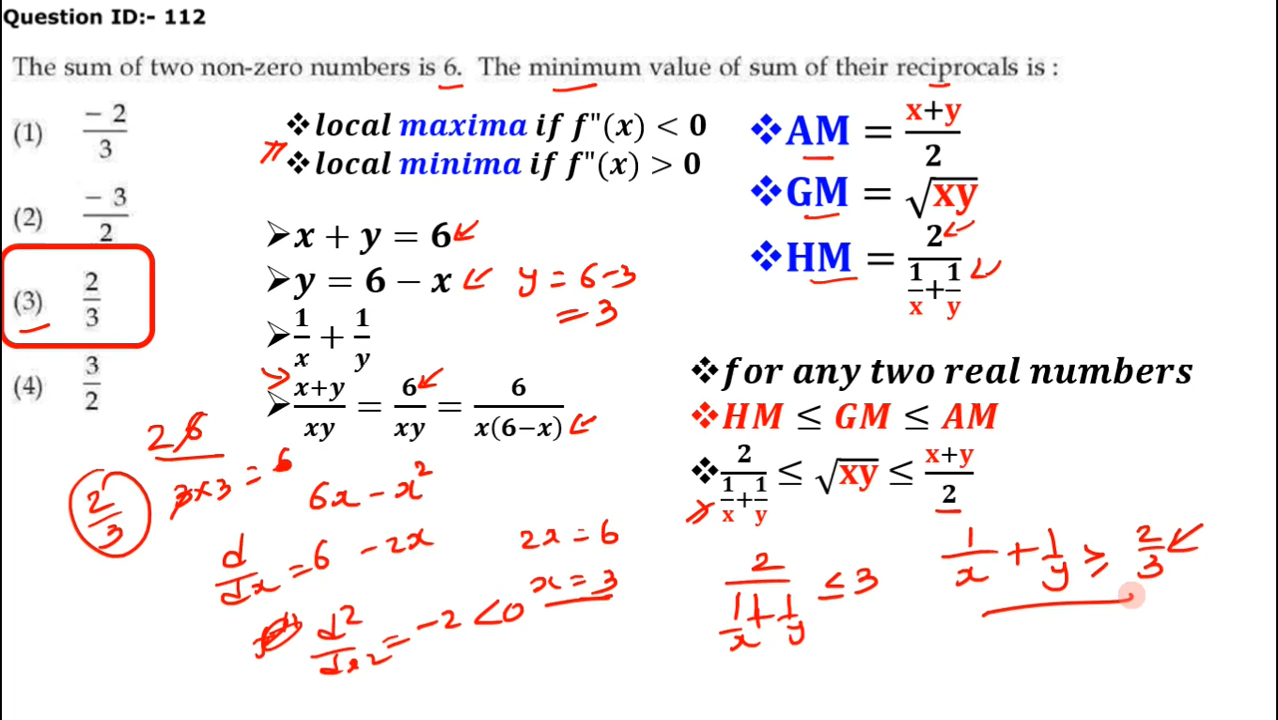 Question ID:- 112
The sum of two non-zero numbers is 6. The minimum value of sum of their reciprocals is :
(1) -2/3
(2) -3/2
(3) 2/3
(4) 3/2
❖local maxima if f"(x) < 0
❖local minima if f"(x) > 0
➢x + y = 6
➢y = 6 − x
y = 6-3
= 3
➢1/x + 1/y
➢x+y/xy = 6/xy = 6/x(6−x)
26/3×3 = 6
2/3
6x - x²
d/dx = 6 - 2x
2x = 6
x = 3
d²/dx2 = -2 < 0
❖AM = x+y/2
❖GM = √xy
❖HM = 2/1/x+1/y
❖for any two real numbers
❖HM ≤ GM ≤ AM
❖2/1/x+1/y ≤ √xy ≤ x+y/2
2/1/x+1/y ≤ 3
1/x + 1/y ≥ 2/3